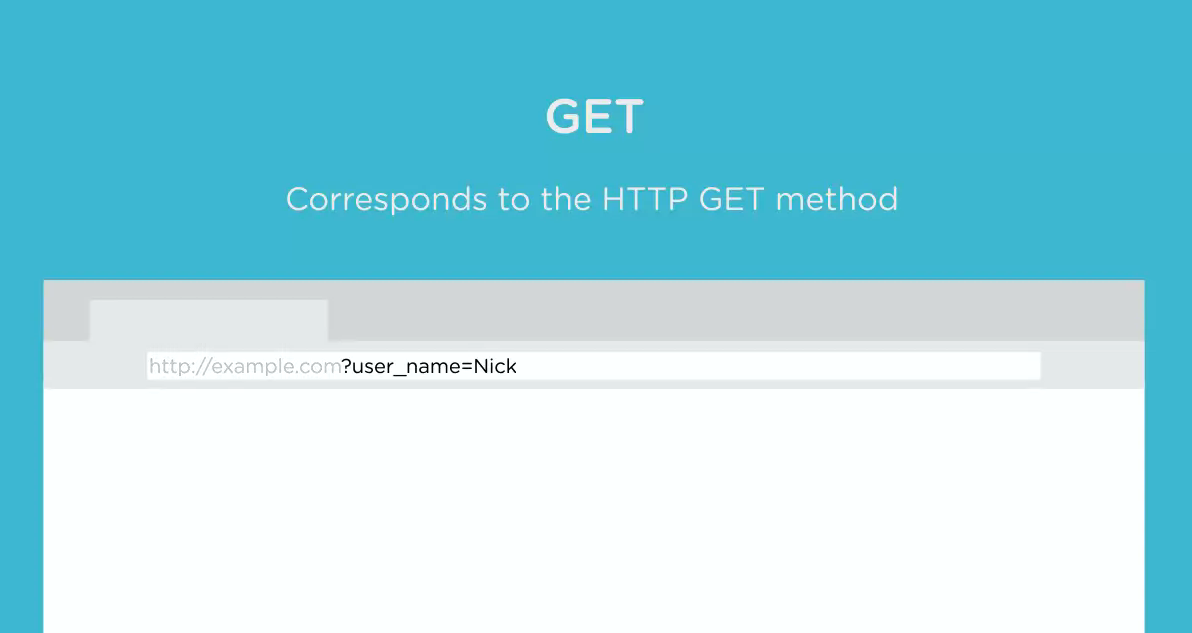 GET
Corresponds to the HTTP GET method
http://example.com?user_name=Nick